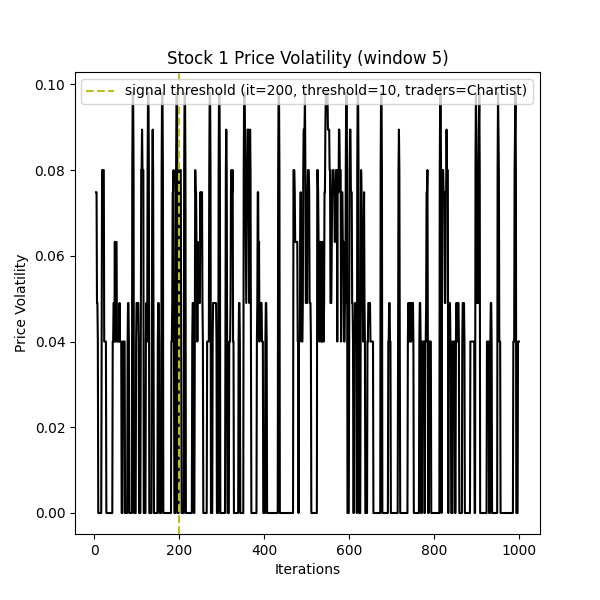 Stock 1 Price Volatility (window 5)
signal threshold (it=200, threshold=10, traders=Chartist)
0.10
0.08
0.06
0.04
0.02
0.00
Price Volatility
0 200 400 600 800 1000
Iterations